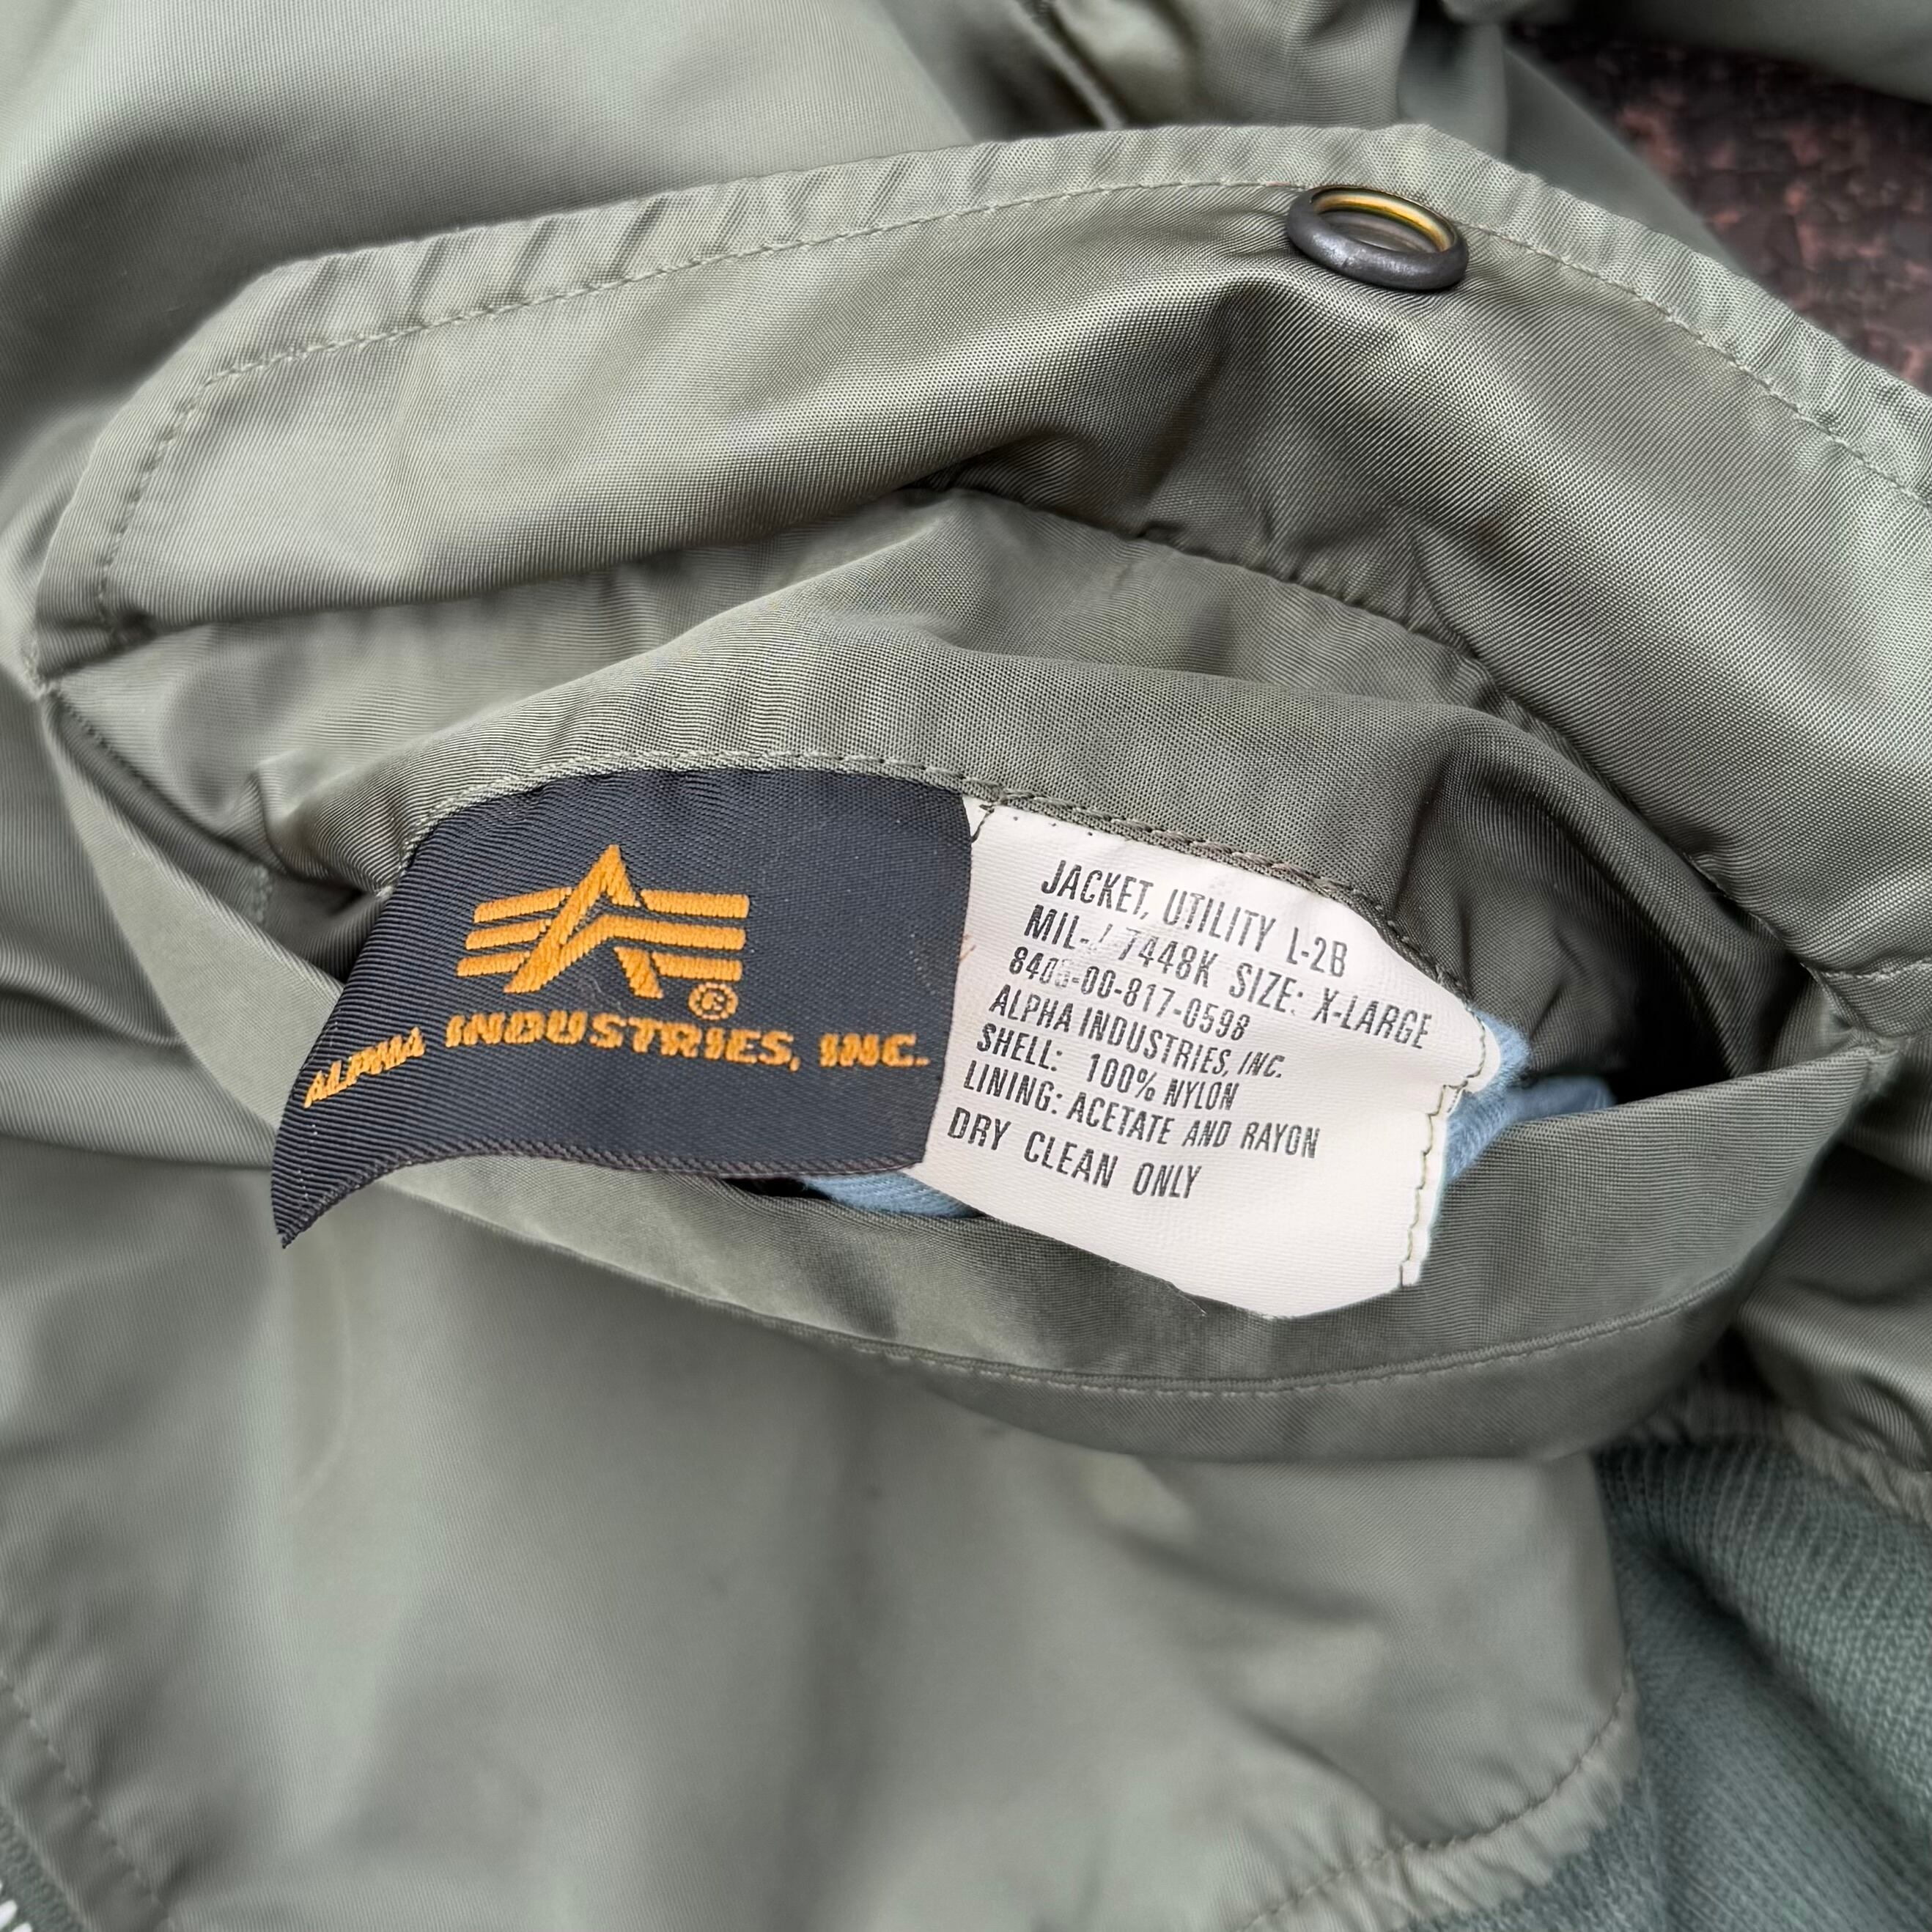 ®
ALPHA INDUSTRIES, INC.
JACKET, UTILITY L-2B
7448K SIZE: X-LARGE
ALPHA INDUSTRIES, INC.
SHELL: 100% NYLON
LINING: ACETATE AND RAYON
DRY CLEAN ONLY